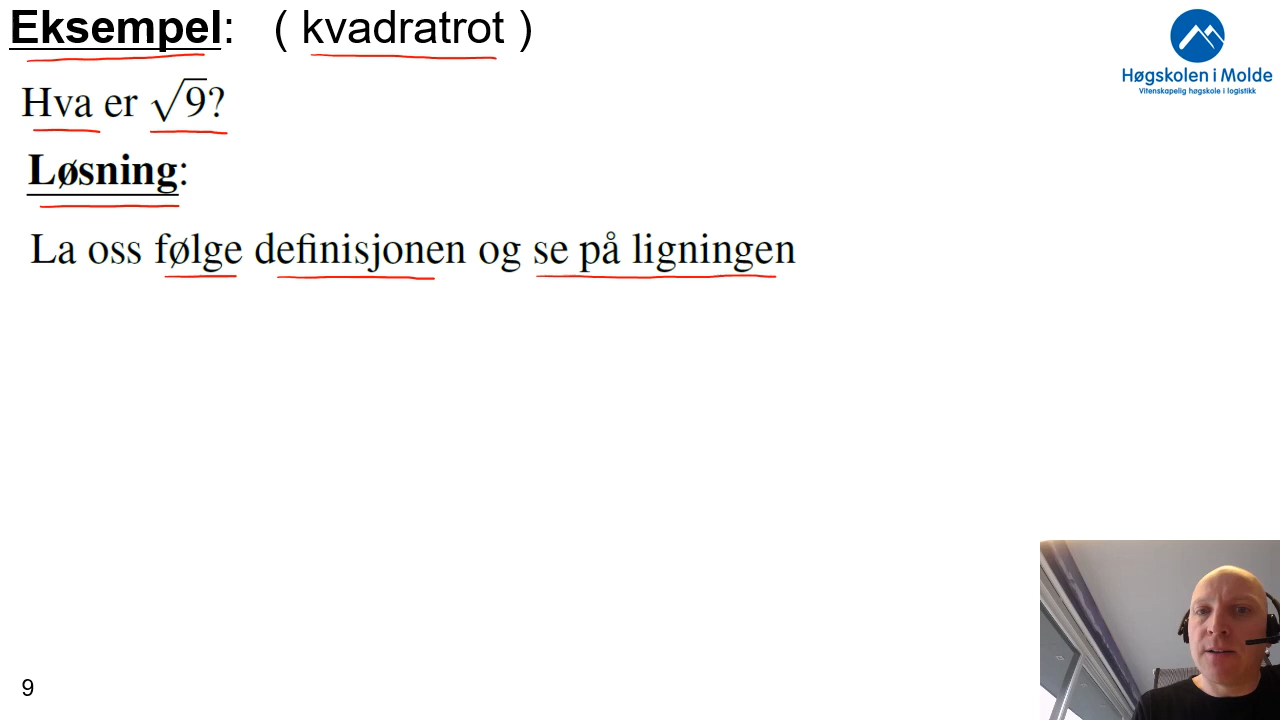 Eksempel: ( kvadratrot )
Høgskolen i Molde
Vitenskapelig høgskole i logistikk
Hva er √9?
Løsning:
La oss følge definisjonen og se på ligningen
9